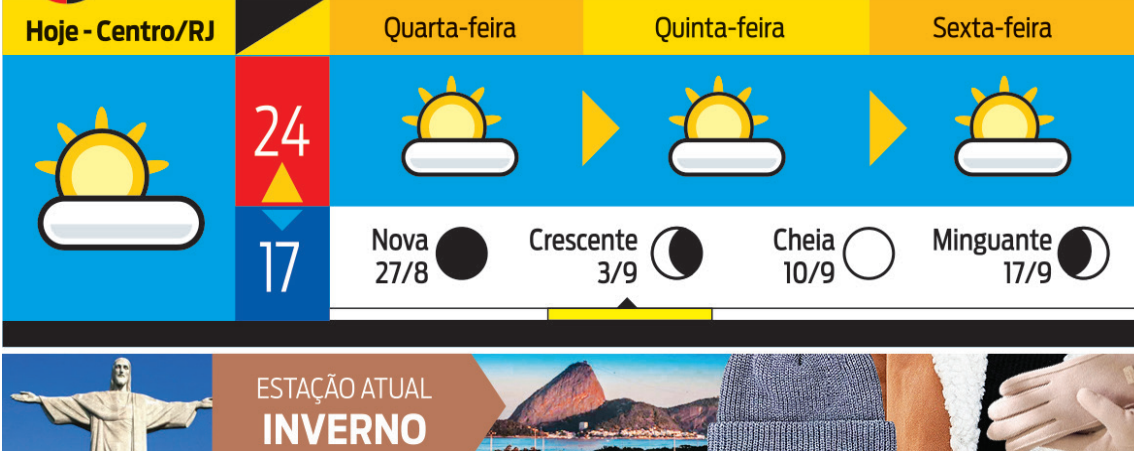 Hoje - Centro/RJ
Quarta-feira
Quinta-feira
Sexta-feira
24
17
Nova
27/8
Crescente
3/9
Cheia
10/9
Minguante
17/9
ESTAÇÃO ATUAL
INVERNO